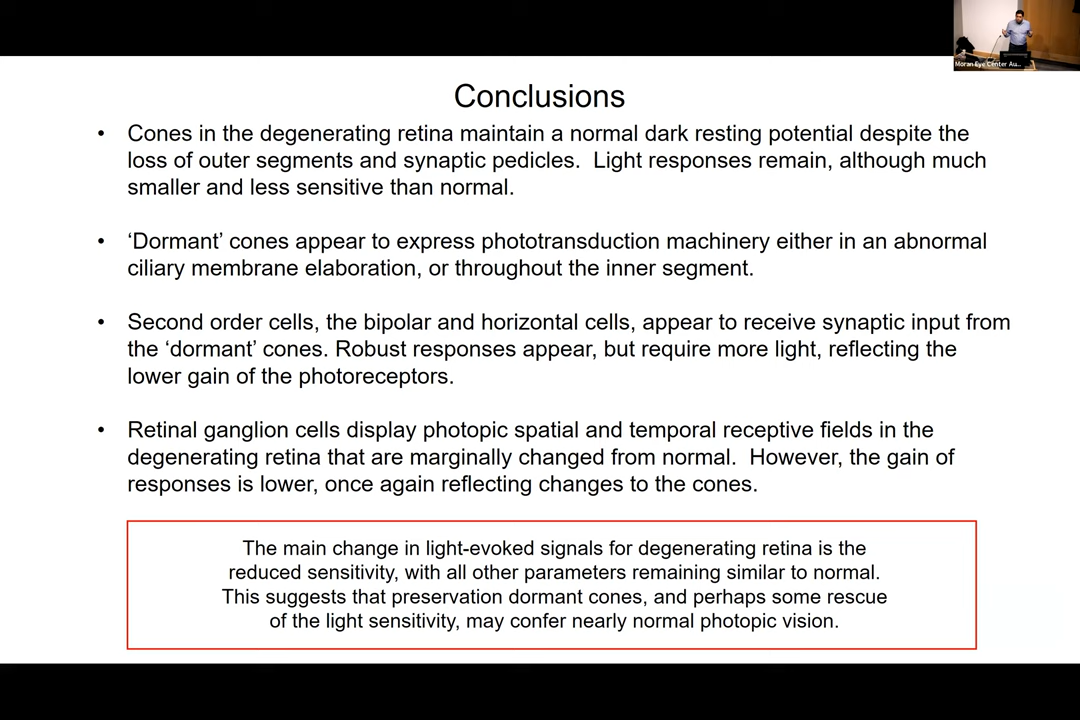 Moran Eye Center Au...
Conclusions
• Cones in the degenerating retina maintain a normal dark resting potential despite the
loss of outer segments and synaptic pedicles. Light responses remain, although much
smaller and less sensitive than normal.
• ‘Dormant’ cones appear to express phototransduction machinery either in an abnormal
ciliary membrane elaboration, or throughout the inner segment.
• Second order cells, the bipolar and horizontal cells, appear to receive synaptic input from
the ‘dormant’ cones. Robust responses appear, but require more light, reflecting the
lower gain of the photoreceptors.
• Retinal ganglion cells display photopic spatial and temporal receptive fields in the
degenerating retina that are marginally changed from normal. However, the gain of
responses is lower, once again reflecting changes to the cones.
The main change in light-evoked signals for degenerating retina is the
reduced sensitivity, with all other parameters remaining similar to normal.
This suggests that preservation dormant cones, and perhaps some rescue
of the light sensitivity, may confer nearly normal photopic vision.